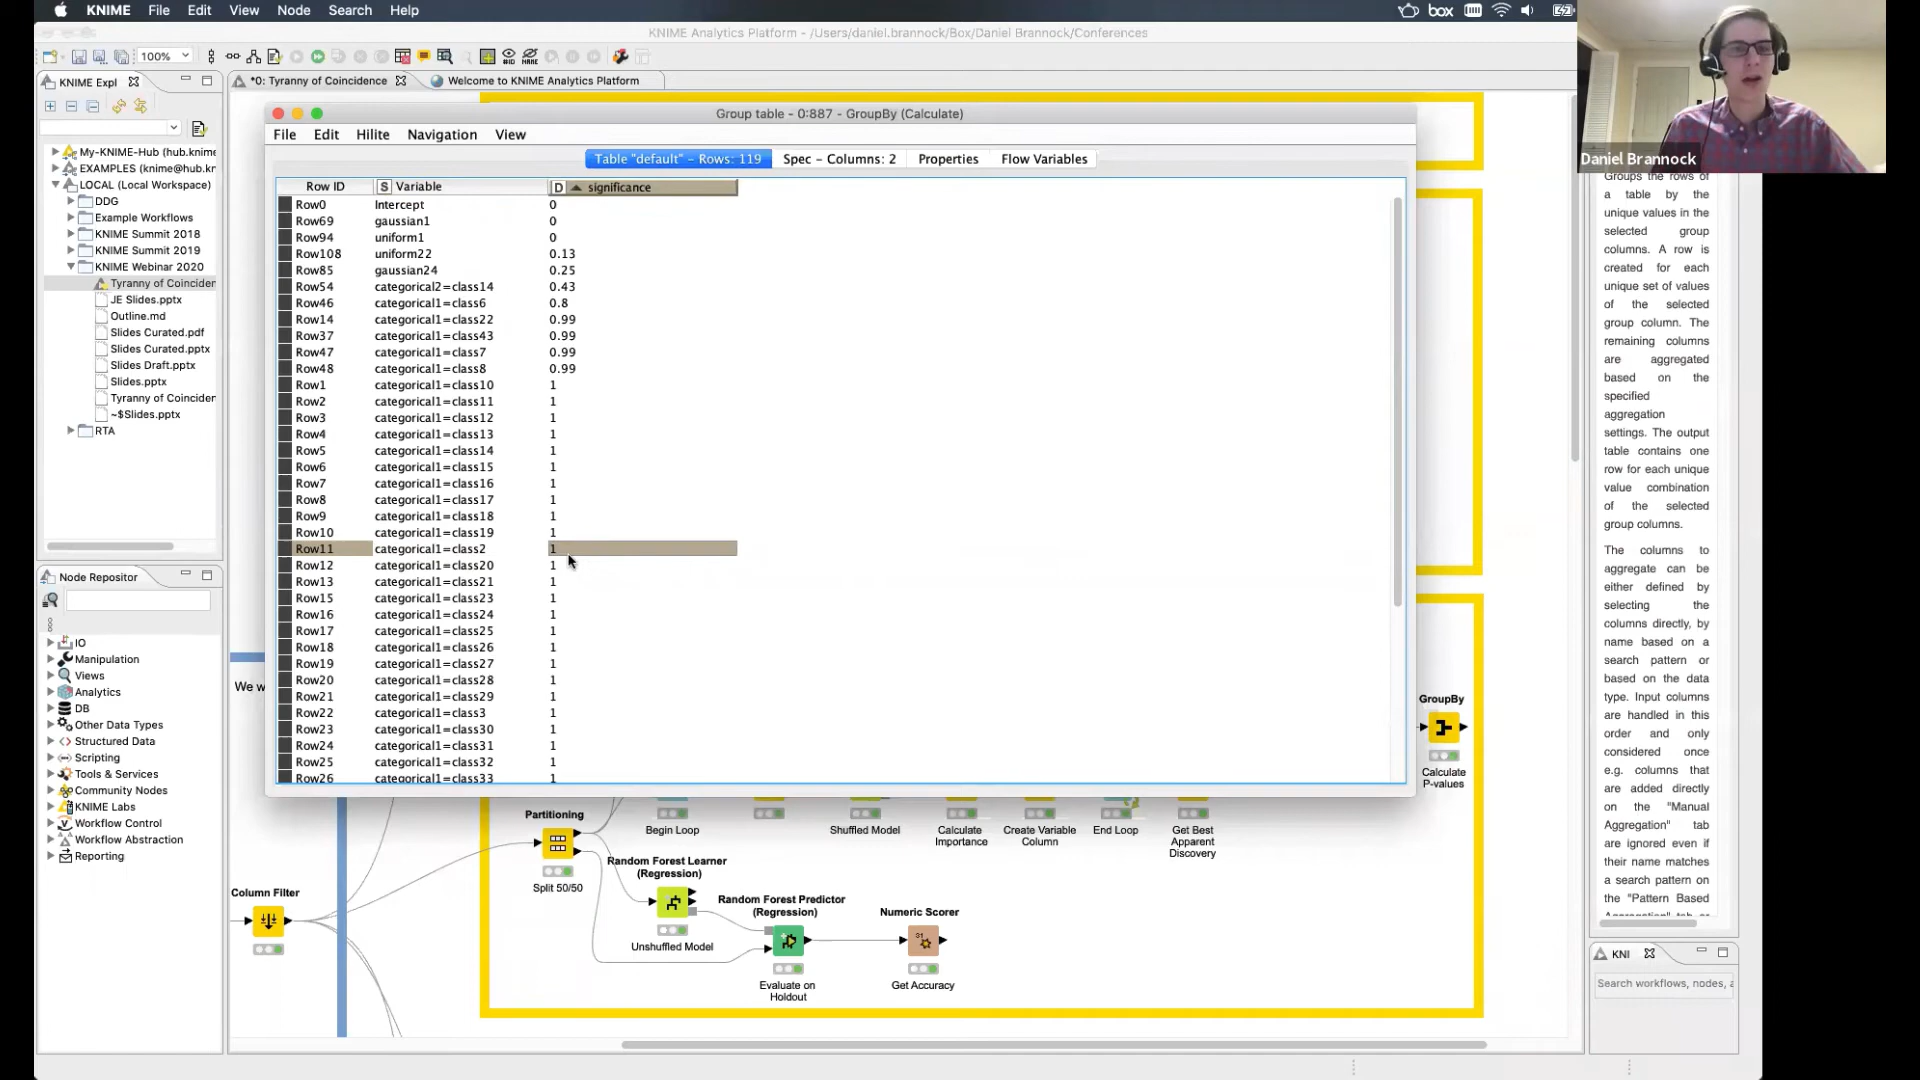 KNIME File Edit View Node Search Help
box
KNIME Analytics Platform - /Users/daniel.brannock/Box/Daniel Brannock/Conferences
100%
KNIME Expl
*0: Tyranny of Coincidence
Welcome to KNIME Analytics Platform
My-KNIME-Hub (hub.knime
EXAMPLES (knime@hub.kn
LOCAL (Local Workspace)
DDG
Example Workflows
KNIME Summit 2018
KNIME Summit 2019
KNIME Webinar 2020
Tyranny of Coinciden
JE Slides.pptx
Outline.md
Slides Curated.pdf
Slides Curated.pptx
Slides Draft.pptx
Slides.pptx
Tyranny of Coinciden
~$Slides.pptx
RTA
Node Repositor
IO
Manipulation
Views
Analytics
DB
Other Data Types
Structured Data
Scripting
Tools & Services
Community Nodes
KNIME Labs
Workflow Control
Workflow Abstraction
Reporting
Group table - 0:887 - GroupBy (Calculate)
File Edit Hilite Navigation View
Table "default" - Rows: 119 Spec - Columns: 2 Properties Flow Variables
Row ID S Variable D significance
Row0 Intercept 0
Row69 gaussian1 0
Row94 uniform1 0
Row108 uniform22 0.13
Row85 gaussian24 0.25
Row54 categorical2=class14 0.43
Row46 categorical1=class6 0.8
Row14 categorical1=class22 0.99
Row37 categorical1=class43 0.99
Row47 categorical1=class7 0.99
Row48 categorical1=class8 0.99
Row1 categorical1=class10 1
Row2 categorical1=class11 1
Row3 categorical1=class12 1
Row4 categorical1=class13 1
Row5 categorical1=class14 1
Row6 categorical1=class15 1
Row7 categorical1=class16 1
Row8 categorical1=class17 1
Row9 categorical1=class18 1
Row10 categorical1=class19 1
Row11 categorical1=class2 1
Row12 categorical1=class20 1
Row13 categorical1=class21 1
Row15 categorical1=class23 1
Row16 categorical1=class24 1
Row17 categorical1=class25 1
Row18 categorical1=class26 1
Row19 categorical1=class27 1
Row20 categorical1=class28 1
Row21 categorical1=class29 1
Row22 categorical1=class3 1
Row23 categorical1=class30 1
Row24 categorical1=class31 1
Row25 categorical1=class32 1
Row26 categorical1=class33 1
We w
Column Filter
Partitioning
Split 50/50
Begin Loop
Shuffled Model
Calculate
Importance
Create Variable
Column
End Loop
Get Best
Apparent
Discovery
Random Forest Learner
(Regression)
Unshuffled Model
Random Forest Predictor
(Regression)
Evaluate on
Holdout
Numeric Scorer
Get Accuracy
GroupBy
Calculate
P-values
Daniel Brannock
Groups the rows of
a table by the
unique values in the
selected group
columns. A row is
created for each
unique set of values
of the selected
group column. The
remaining columns
are aggregated
based on the
specified
aggregation
settings. The output
table contains one
row for each unique
value combination
of the selected
group columns.
The columns to
aggregate can be
either defined by
selecting the
columns directly, by
name based on a
search pattern or
based on the data
type. Input columns
are handled in this
order and only
considered once
e.g. columns that
are added directly
on the "Manual
Aggregation" tab
are ignored even if
their name matches
a search pattern on
the "Pattern Based
Aggregation" tab or
KNI
Search workflows, nodes, a